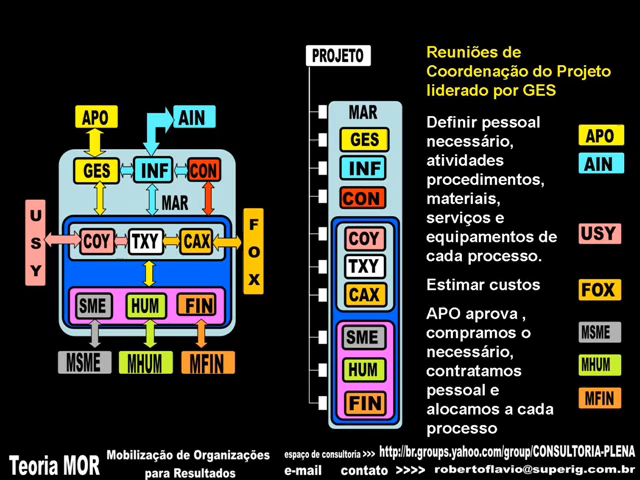 APO
AIN
GES
INF
CON
MAR
USY
COY
TXY
CAX
FOX
SME
HUM
FIN
MSME
MHUM
MFIN
PROJETO
MAR
GES
INF
CON
COY
TXY
CAX
SME
HUM
FIN
Reuniões de
Coordenação do Projeto
liderado por GES
Definir pessoal
necessário,
atividades
procedimentos,
materiais,
serviços e
equipamentos de
cada processo.
Estimar custos
APO aprova ,
compramos o
necessário,
contratamos
pessoal e
alocamos a cada
processo
APO
AIN
USY
FOX
MSME
MHUM
MFIN
Teoria MOR
Mobilização de Organizações
para Resultados
espaço de consultoria >>> http://br.groups.yahoo.com/group/CONSULTORIA-PLENA
e-mail contato >>>> robertoflavio@superig.com.br